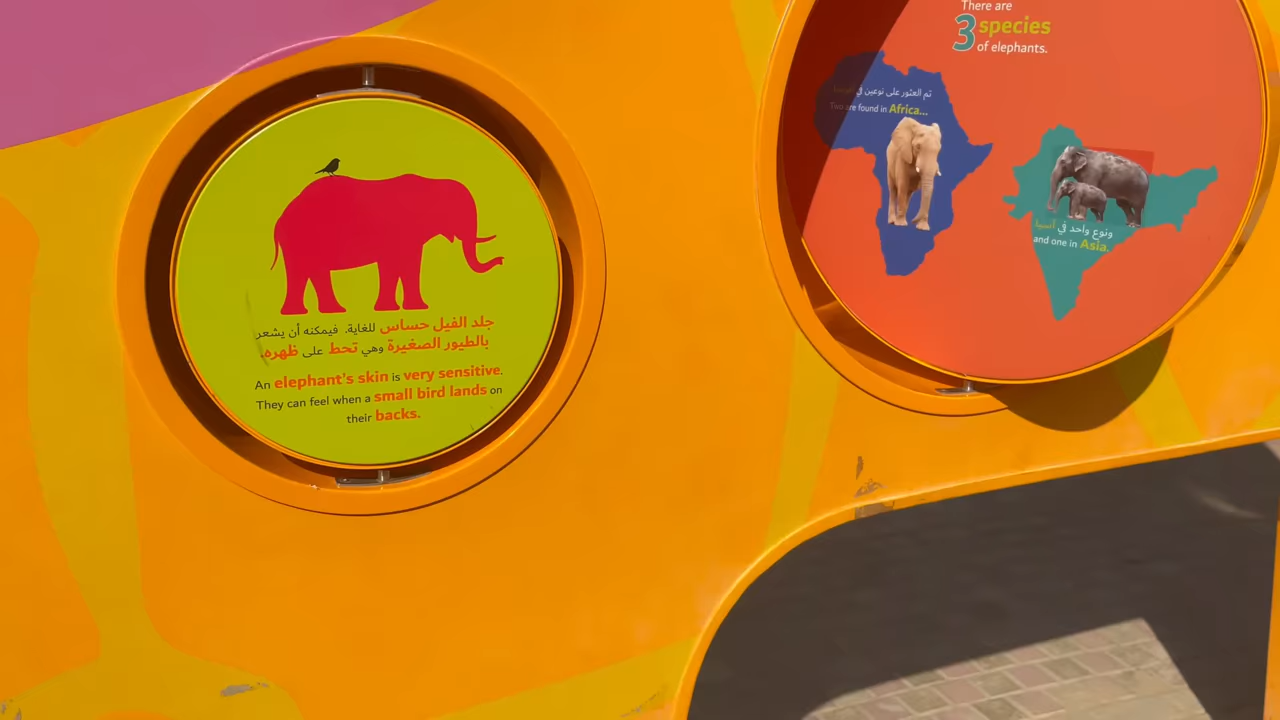 جلد الفيل حساس للغاية. فيمكنه أن يشعر
بالطيور الصغيرة وهي تحط على ظهره.
An elephant's skin is very sensitive.
They can feel when a small bird lands on
their backs.
There are
3 species
of elephants.
تم العثور على نوعين في أفريقيا
Two are found in Africa...
ونوع واحد في آسيا
and one in Asia.